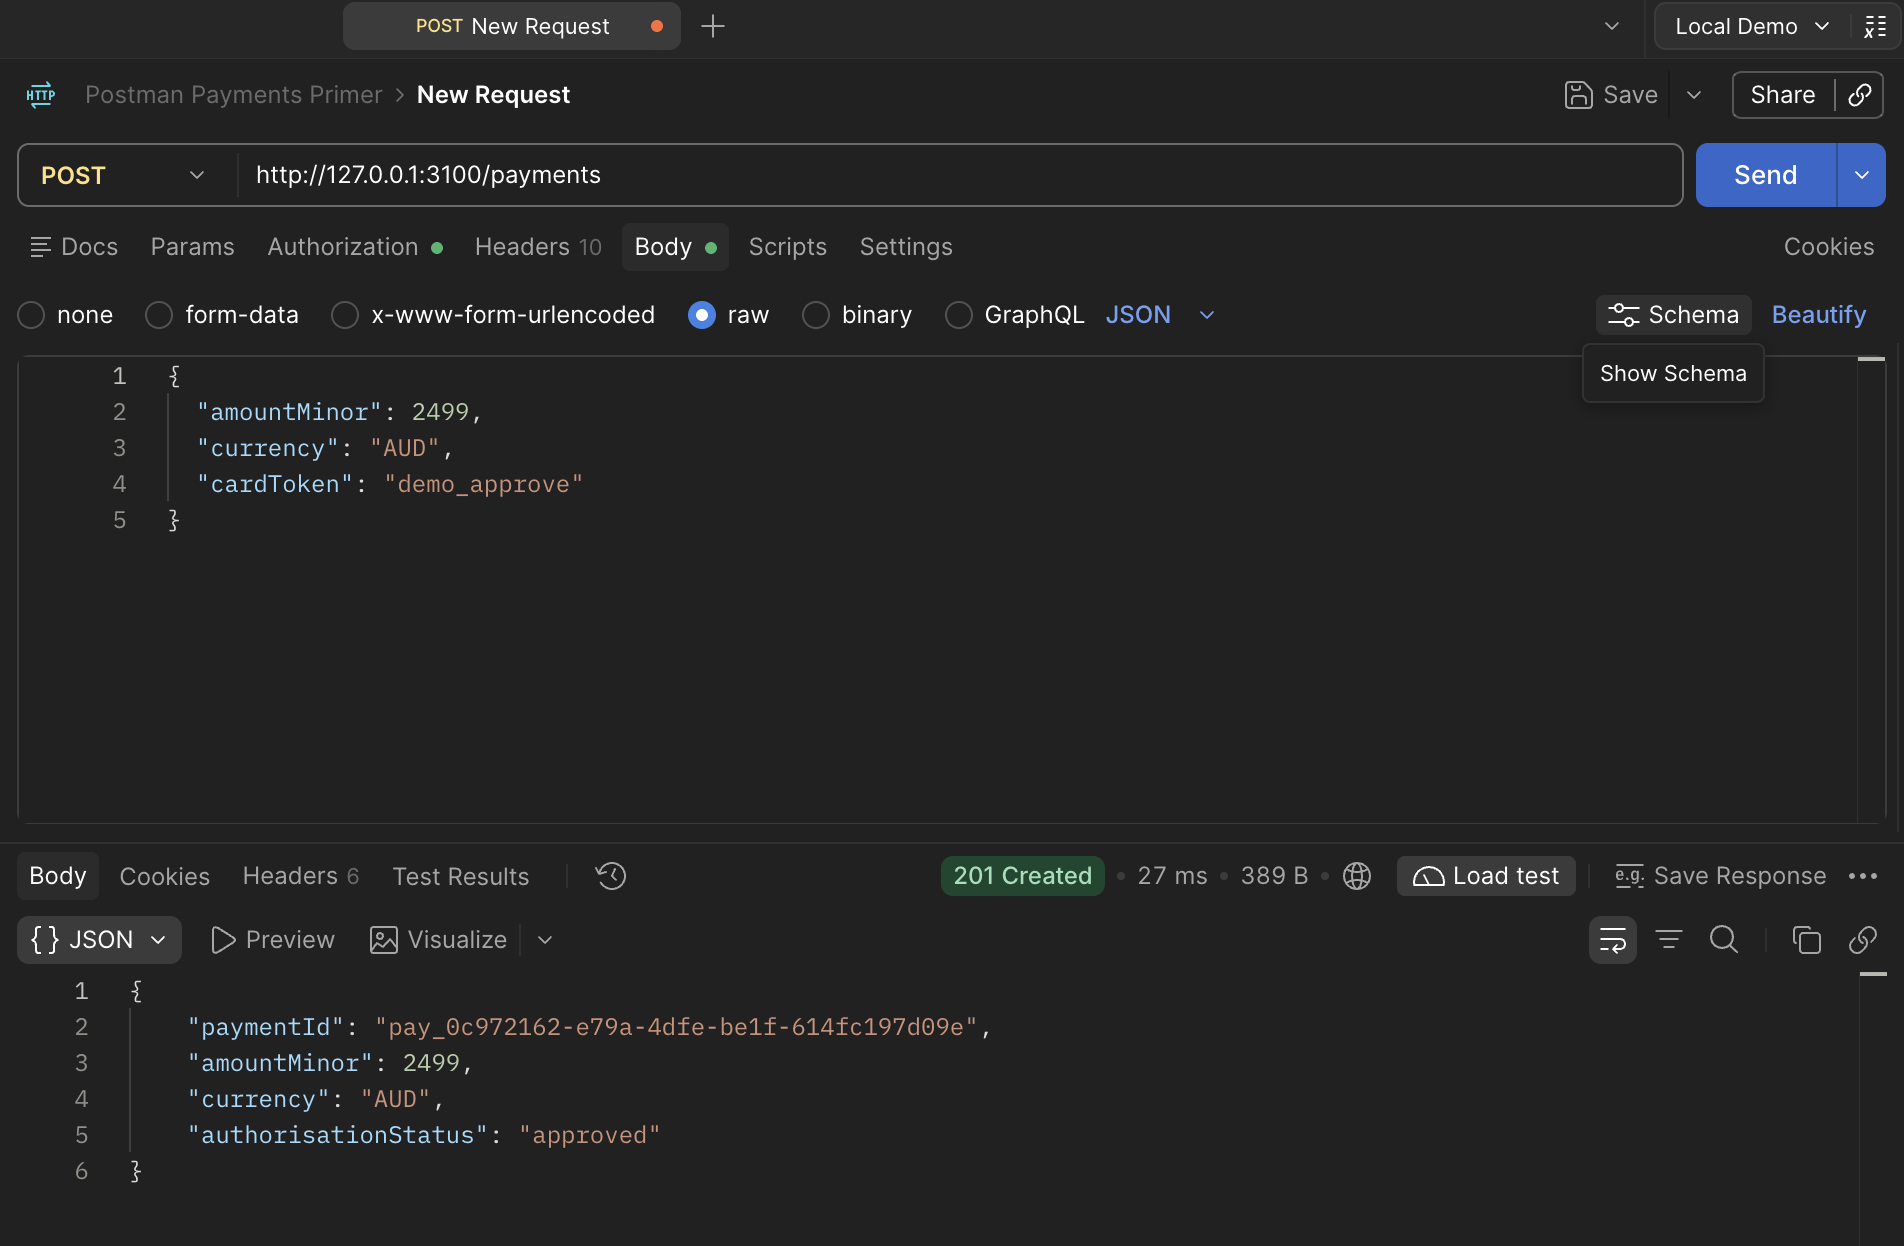 POST New Request
Local Demo
HTTP Postman Payments Primer > New Request
Save
Share
POST
http://127.0.0.1:3100/payments
Send
Docs Params Authorization Headers 10 Body Scripts Settings Cookies
none form-data x-www-form-urlencoded raw binary GraphQL JSON Schema Beautify
Show Schema
1 {
2 "amountMinor": 2499,
3 "currency": "AUD",
4 "cardToken": "demo_approve"
5 }
Body Cookies Headers 6 Test Results 201 Created • 27 ms • 389 B • Load test e.g. Save Response
{} JSON Preview Visualize
1 {
2 "paymentId": "pay_0c972162-e79a-4dfe-be1f-614fc197d09e",
3 "amountMinor": 2499,
4 "currency": "AUD",
5 "authorisationStatus": "approved"
6 }